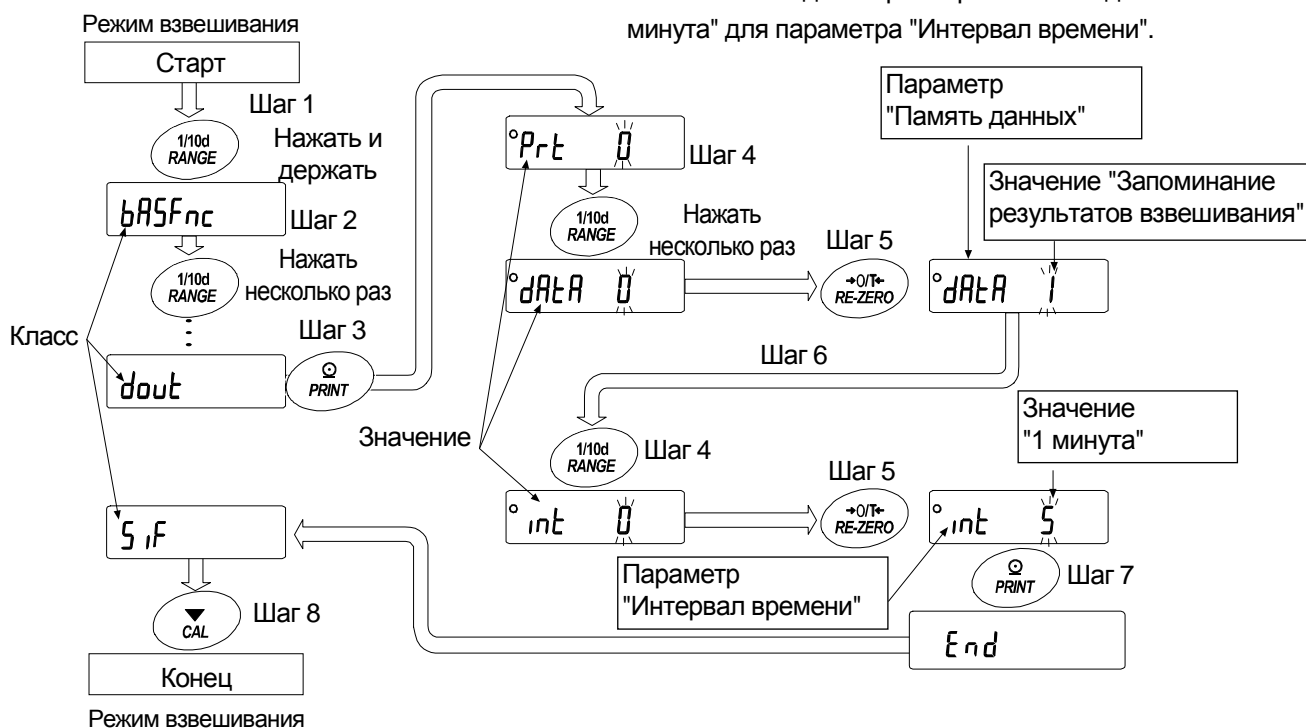 минута" для параметра "Интервал времени".
Режим взвешивания
Старт
Шаг 1
1/10d
RANGE
Нажать и
держать
bASFnc
Шаг 2
1/10d
RANGE
Нажать
несколько раз
Класс
dout
Шаг 3
PRINT
Prt 0
Шаг 4
1/10d
RANGE
Нажать
несколько раз
dAtA 0
Шаг 5
→O/T←
RE-ZERO
Параметр
"Память данных"
Значение "Запоминание
результатов взвешивания"
dAtA 1
Шаг 6
Значение
1/10d
RANGE
Шаг 4
int 0
Шаг 5
→O/T←
RE-ZERO
Значение
"1 минута"
int 5
Параметр
"Интервал времени"
PRINT
Шаг 7
End
SiF
CAL
Шаг 8
Конец
Режим взвешивания